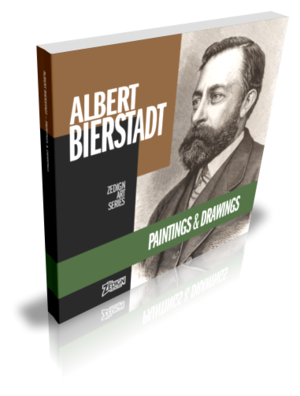 ALBERT
BIERSTADT
ZEDIGN
ART
SERIES
PAINTINGS & DRAWINGS